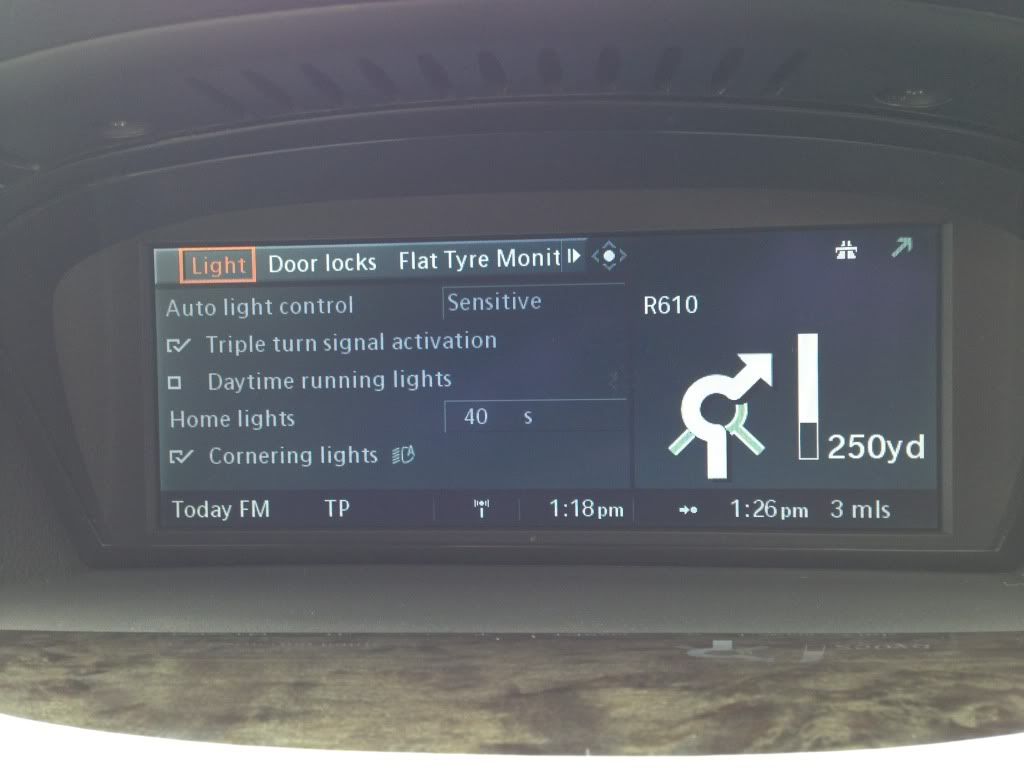 Light Door locks Flat Tyre Monit
Auto light control Sensitive
Triple turn signal activation
Daytime running lights
Home lights 40 s
Cornering lights
R610
250yd
Today FM TP 1:18pm 1:26pm 3 mls